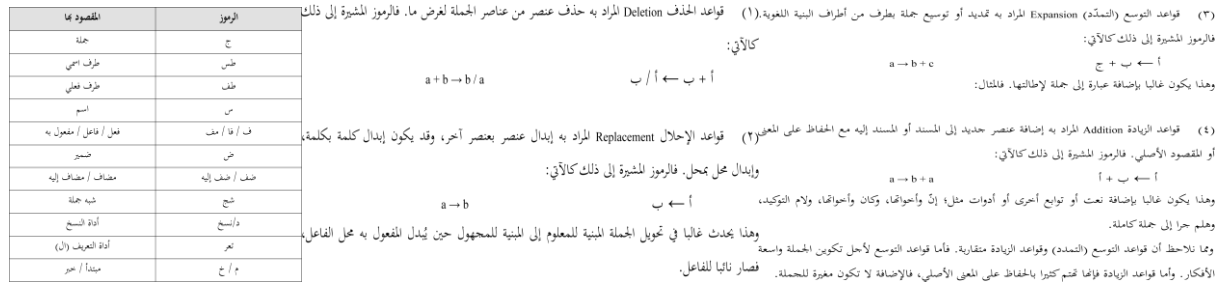 الرموز	المقصود بها
ج	جملة
طس	طرف اسمي
طف	طرف فعلي
س	اسم
ف / فا / مف	فعل / فاعل / مفعول به
ض	ضمير
ضف / ضف إليه	مضاف / مضاف إليه
شج	شبه جملة
د/نسخ	أداة النسخ
تعر	أداة التعريف (ال)
م / خ	مبتدأ / خبر
(١) قواعد الحذف Deletion المراد به حذف عنصر من عناصر الجملة لغرض ما. فالرموز المشيرة إلى ذلك
كالآتي:
أ + ب ← أ / ب a + b → b / a
(٢) قواعد الإحلال Replacement المراد به إبدال عنصر بعنصر آخر، وقد يكون إبدال كلمة بكلمة،
وإبدال محل بمحل. فالرموز المشيرة إلى ذلك كالآتي:
أ ← ب a → b
وهذا يحدث غالبا في تحويل الجملة المبنية للمعلوم إلى المبنية للمجهول حين يُبدل المفعول به محل الفاعل،
فصار نائبا للفاعل.
(٣) قواعد التوسع (التمدّد) Expansion المراد به تمديد أو توسيع جملة بطرف من أطراف البنية اللغوية.
فالرموز المشيرة إلى ذلك كالآتي:
أ ← ب + ج a → b + c
وهذا يكون غالبا بإضافة عبارة إلى جملة لإطالتها. فالمثال:
(٤) قواعد الزيادة Addition المراد به إضافة عنصر جديد إلى المسند أو المسند إليه مع الحفاظ على المعنى
أو المقصود الأصلي. فالرموز المشيرة إلى ذلك كالآتي:
أ ← ب + أ a → b + a
وهذا يكون غالبا بإضافة نعت أو توابع أخرى أو أدوات مثل؛ إنّ وأخواتها، وكان وأخواتها، ولام التوكيد،
وهلم جرا إلى جملة كاملة.
ومما نلاحظ أن قواعد التوسع (التمدد) وقواعد الزيادة متقاربة. فأما قواعد التوسع لأجل تكوين الجملة واسعة
الأفكار. وأما قواعد الزيادة فإنها تهتم كثيرا بالحفاظ على المعنى الأصلي، فالإضافة لا تكون مغيرة للجملة.